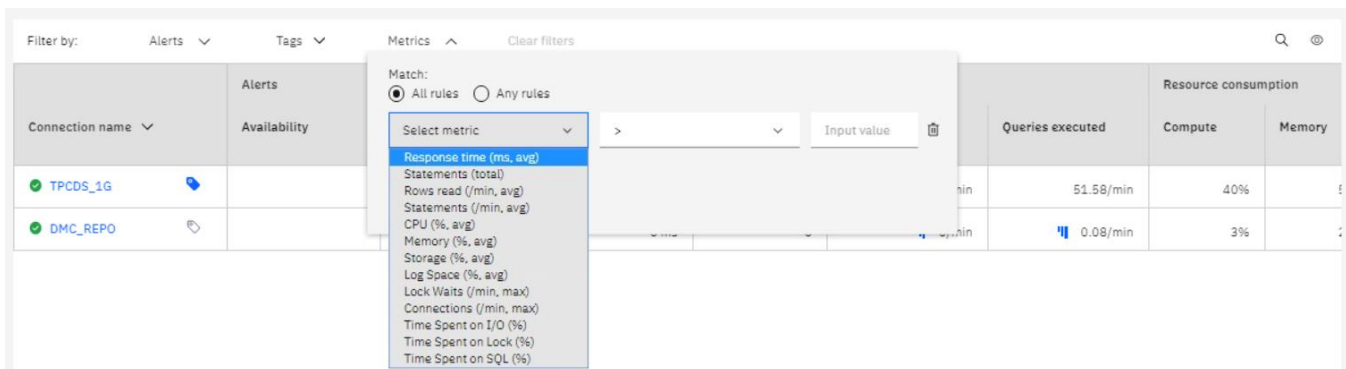 Filter by: Alerts Tags Metrics Clear filters
Match:
All rules Any rules
Alerts Resource consumption
Connection name Availability Select metric > Input value Queries executed Compute Memory
Response time (ms, avg)
Statements (total)
Rows read (/min, avg)
Statements (/min, avg)
CPU (%, avg)
Memory (%, avg)
Storage (%, avg)
Log Space (%, avg)
Lock Waits (/min, max)
Connections (/min, max)
Time Spent on I/O (%)
Time Spent on Lock (%)
Time Spent on SQL (%)
TPCDS_1G 51.58/min 40%
DMC_REPO 0.08/min 3%